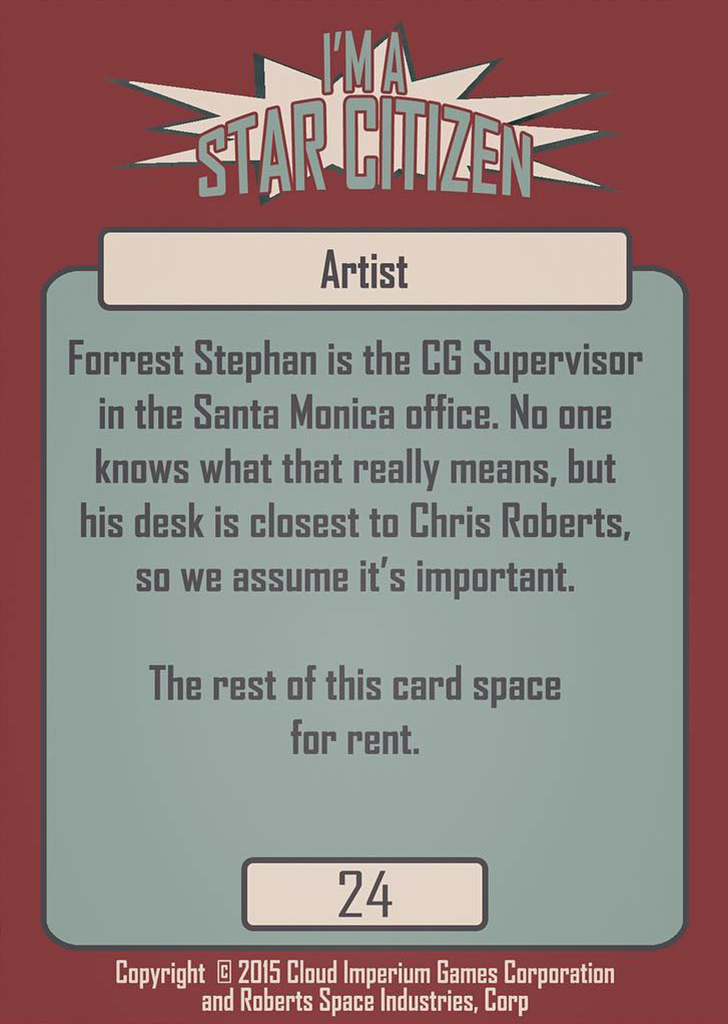 I'M A
STAR CITIZEN
Artist
Forrest Stephan is the CG Supervisor
in the Santa Monica office. No one
knows what that really means, but
his desk is closest to Chris Roberts,
so we assume it's important.
The rest of this card space
for rent.
24
Copyright © 2015 Cloud Imperium Games Corporation
and Roberts Space Industries, Corp